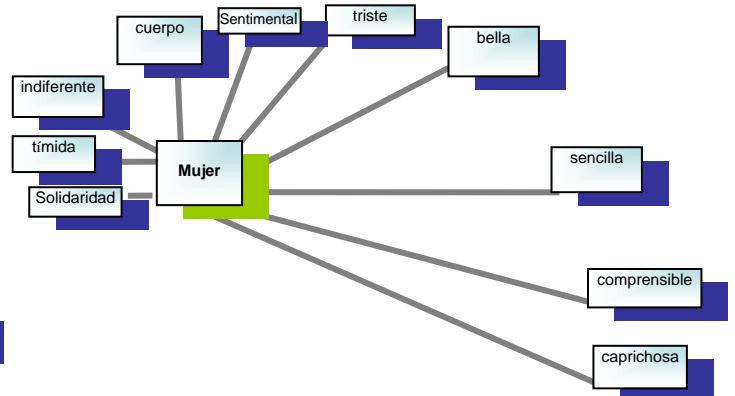 Sentimental
triste
cuerpo
bella
indiferente
tímida
Mujer
sencilla
Solidaridad
comprensible
caprichosa